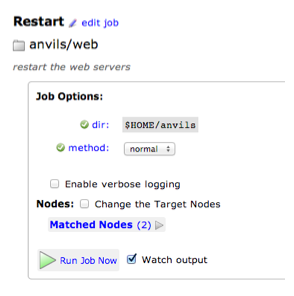 Restart edit job
anvils/web
restart the web servers
Job Options:
dir: $HOME/anvils
method: normal
Enable verbose logging
Nodes: Change the Target Nodes
Matched Nodes (2)
Run Job Now Watch output